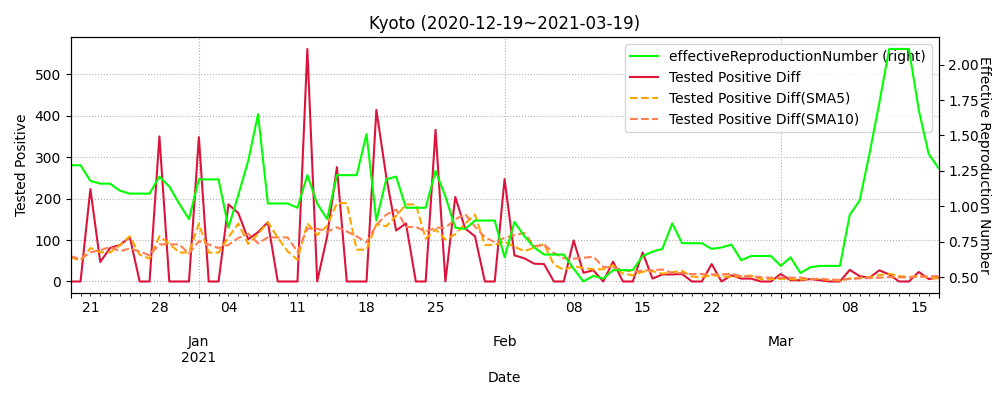 Kyoto (2020-12-19~2021-03-19)
effectiveReproductionNumber (right)
Tested Positive Diff
Tested Positive Diff(SMA5)
Tested Positive Diff(SMA10)
Tested Positive
500
400
300
200
100
0
2.00
1.75
1.50
1.25
1.00
0.75
0.50
Effective Reproduction Number
21 28 04 11 18 25 08 15 22 08 15
Jan Feb Mar
2021
Date